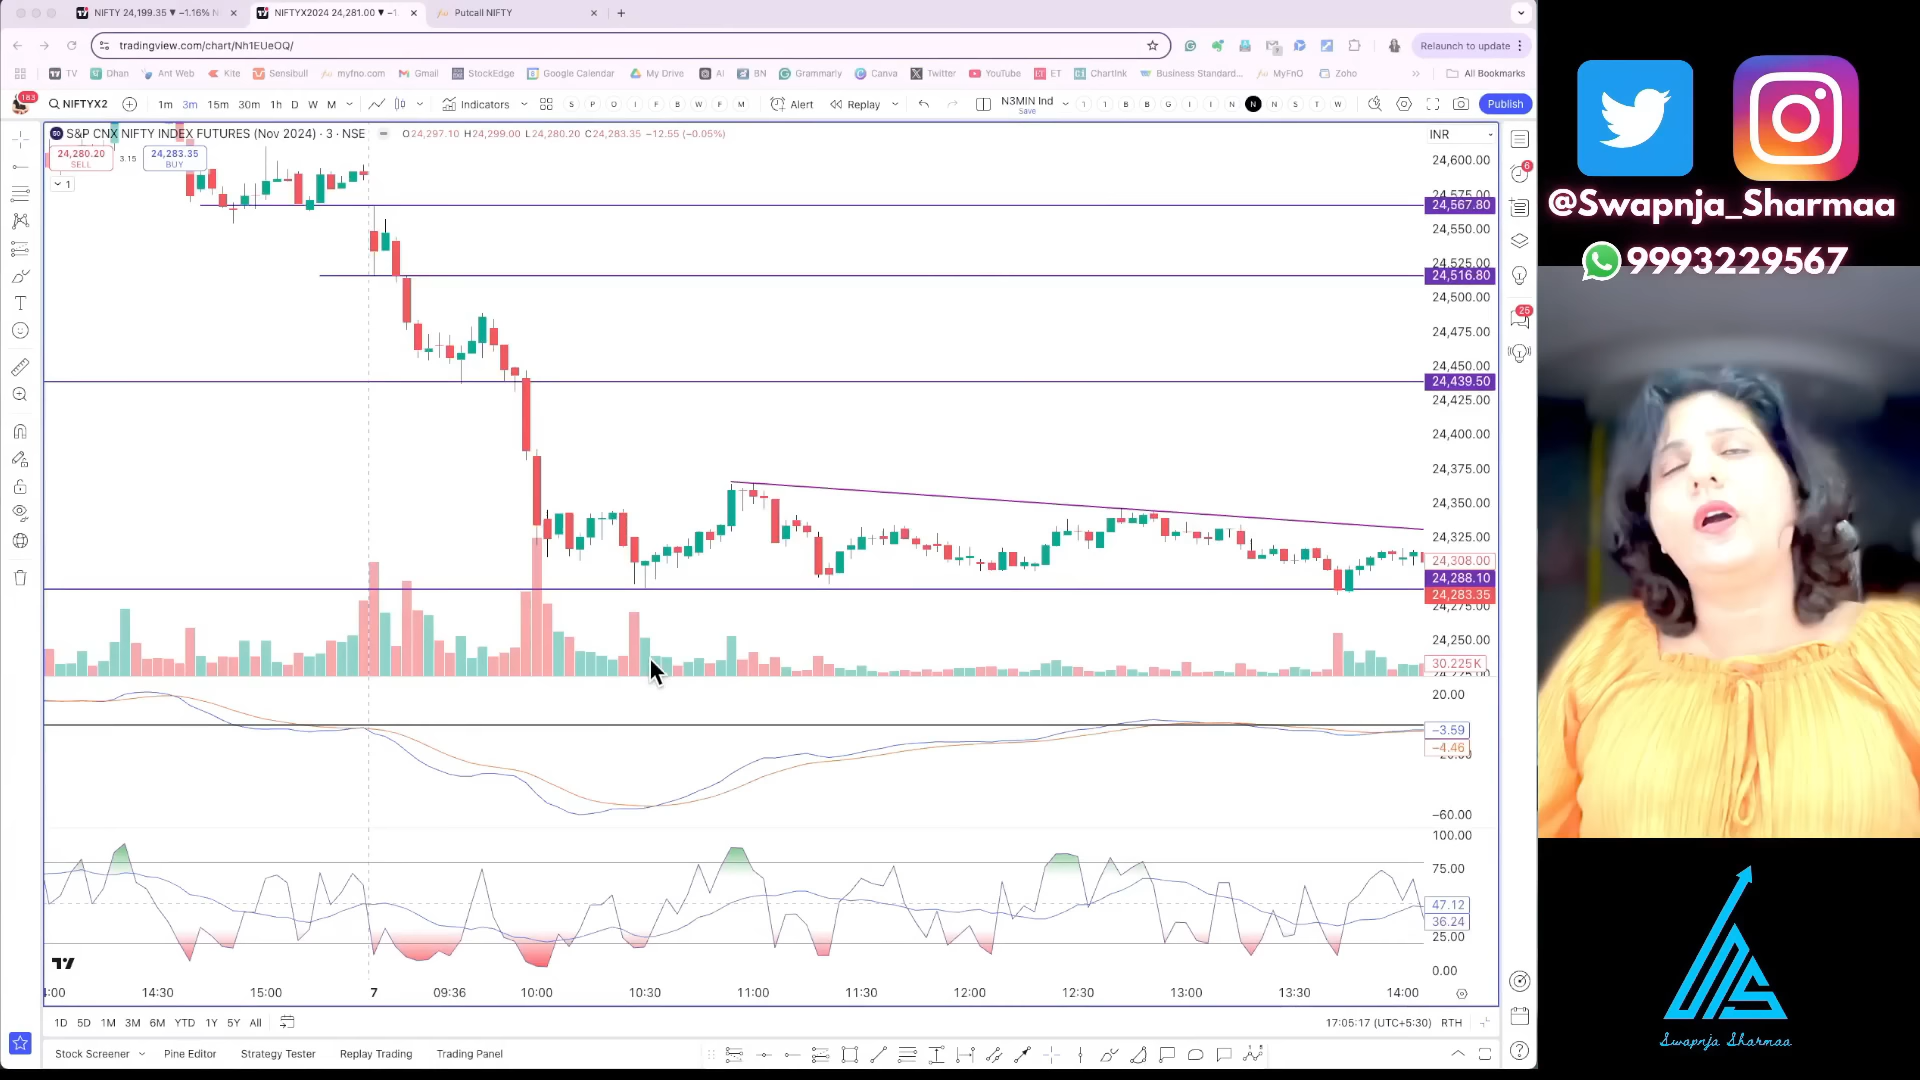 NIFTY 24,199.35 ▼ −1.16% N
NIFTYX2024 24,281.00 ▼ −1.
Putcall NIFTY
tradingview.com/chart/Nh1EUeOQ/
Relaunch to update
TV Dhan Ant Web Kite Sensibull myfno.com Gmail StockEdge Google Calendar My Drive AI BN Grammarly Canva Twitter YouTube ET ChartInk Business Standard... MyFnO Zoho All Bookmarks
183
NIFTYX2 1m 3m 15m 30m 1h D W M Indicators S P O I F B W F M Alert Replay N3MIN Ind 1 1 B B G I I N N N S T W Publish
Save
S&P CNX NIFTY INDEX FUTURES (Nov 2024) · 3 · NSE
O24,297.10 H24,299.00 L24,280.20 C24,283.35 −12.55 (−0.05%)
INR
24,280.20
SELL
3.15
24,283.35
BUY
1
24,600.00
24,575.00
24,567.80
24,550.00
24,525.00
24,516.80
24,500.00
24,475.00
24,450.00
24,439.50
24,425.00
24,400.00
24,375.00
24,350.00
24,325.00
24,308.00
24,288.10
24,283.35
24,275.00
24,250.00
30.225K
20.00
−3.59
−4.46
−60.00
100.00
75.00
47.12
36.24
25.00
0.00
14:30 15:00 7 09:36 10:00 10:30 11:00 11:30 12:00 12:30 13:00 13:30 14:00
1D 5D 1M 3M 6M YTD 1Y 5Y All
17:05:17 (UTC+5:30) RTH
Stock Screener Pine Editor Strategy Tester Replay Trading Trading Panel
6
25
@Swapnja_Sharmaa
9993229567
Swapnja Sharmaa